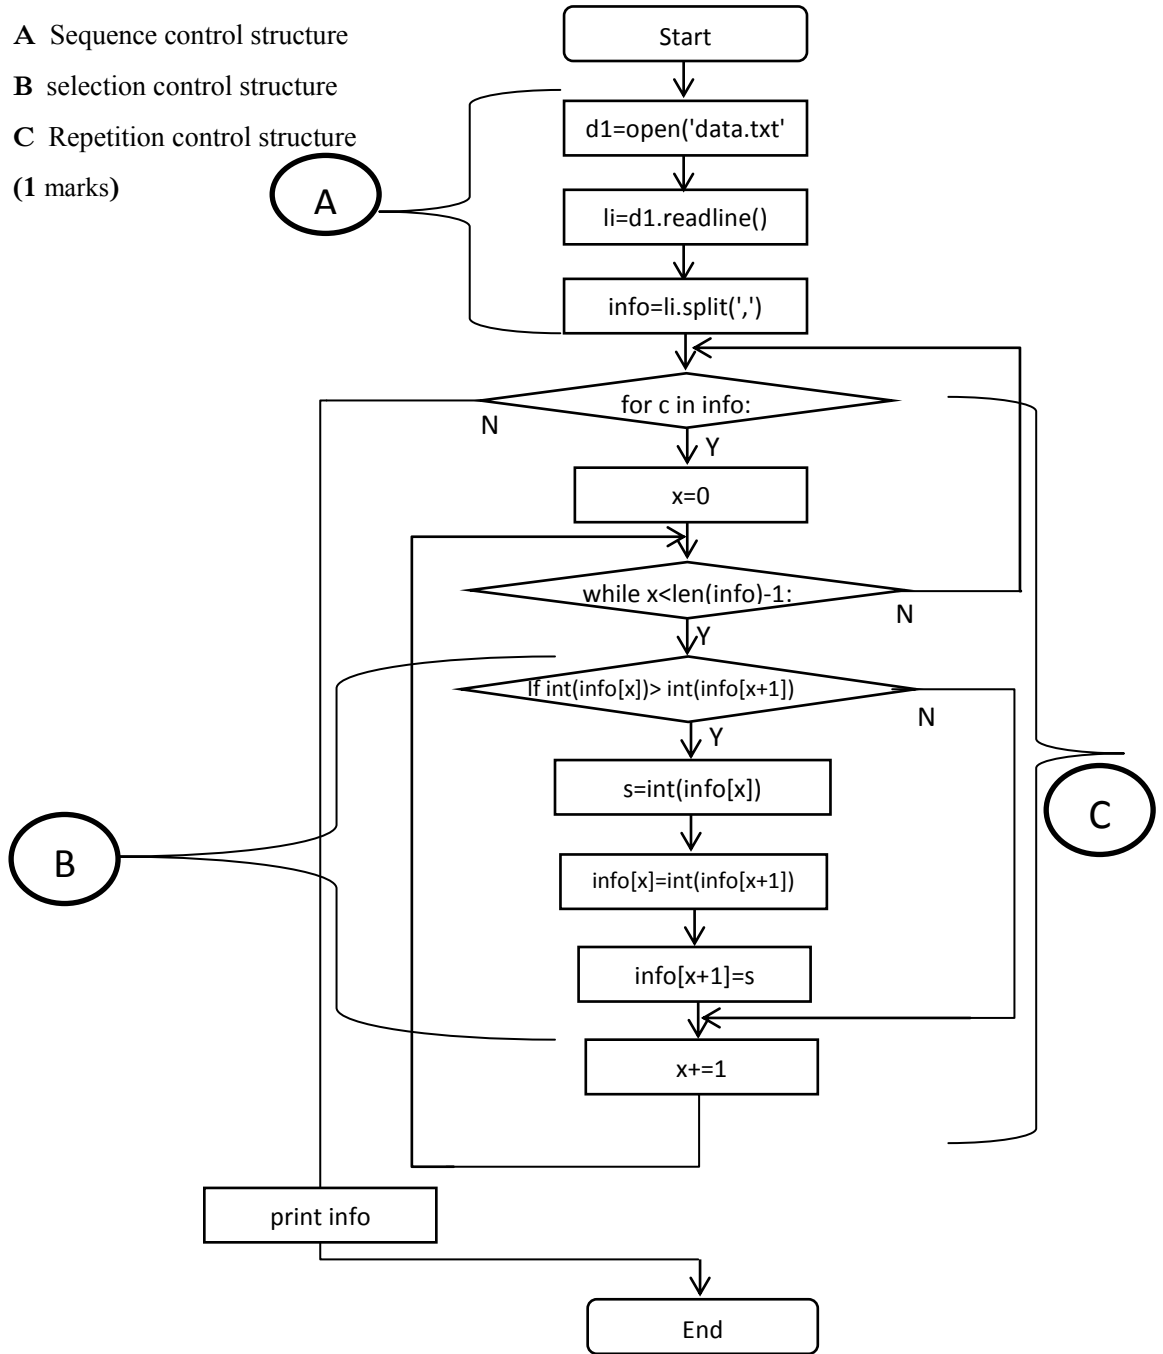 A Sequence control structure
B selection control structure
C Repetition control structure
(1 marks)
Start
A
d1=open('data.txt'
li=d1.readline()
info=li.split(',')
for c in info:
N
Y
x=0
while x<len(info)-1:
N
Y
If int(info[x])> int(info[x+1])
N
Y
s=int(info[x])
C
B
info[x]=int(info[x+1])
info[x+1]=s
x+=1
print info
End